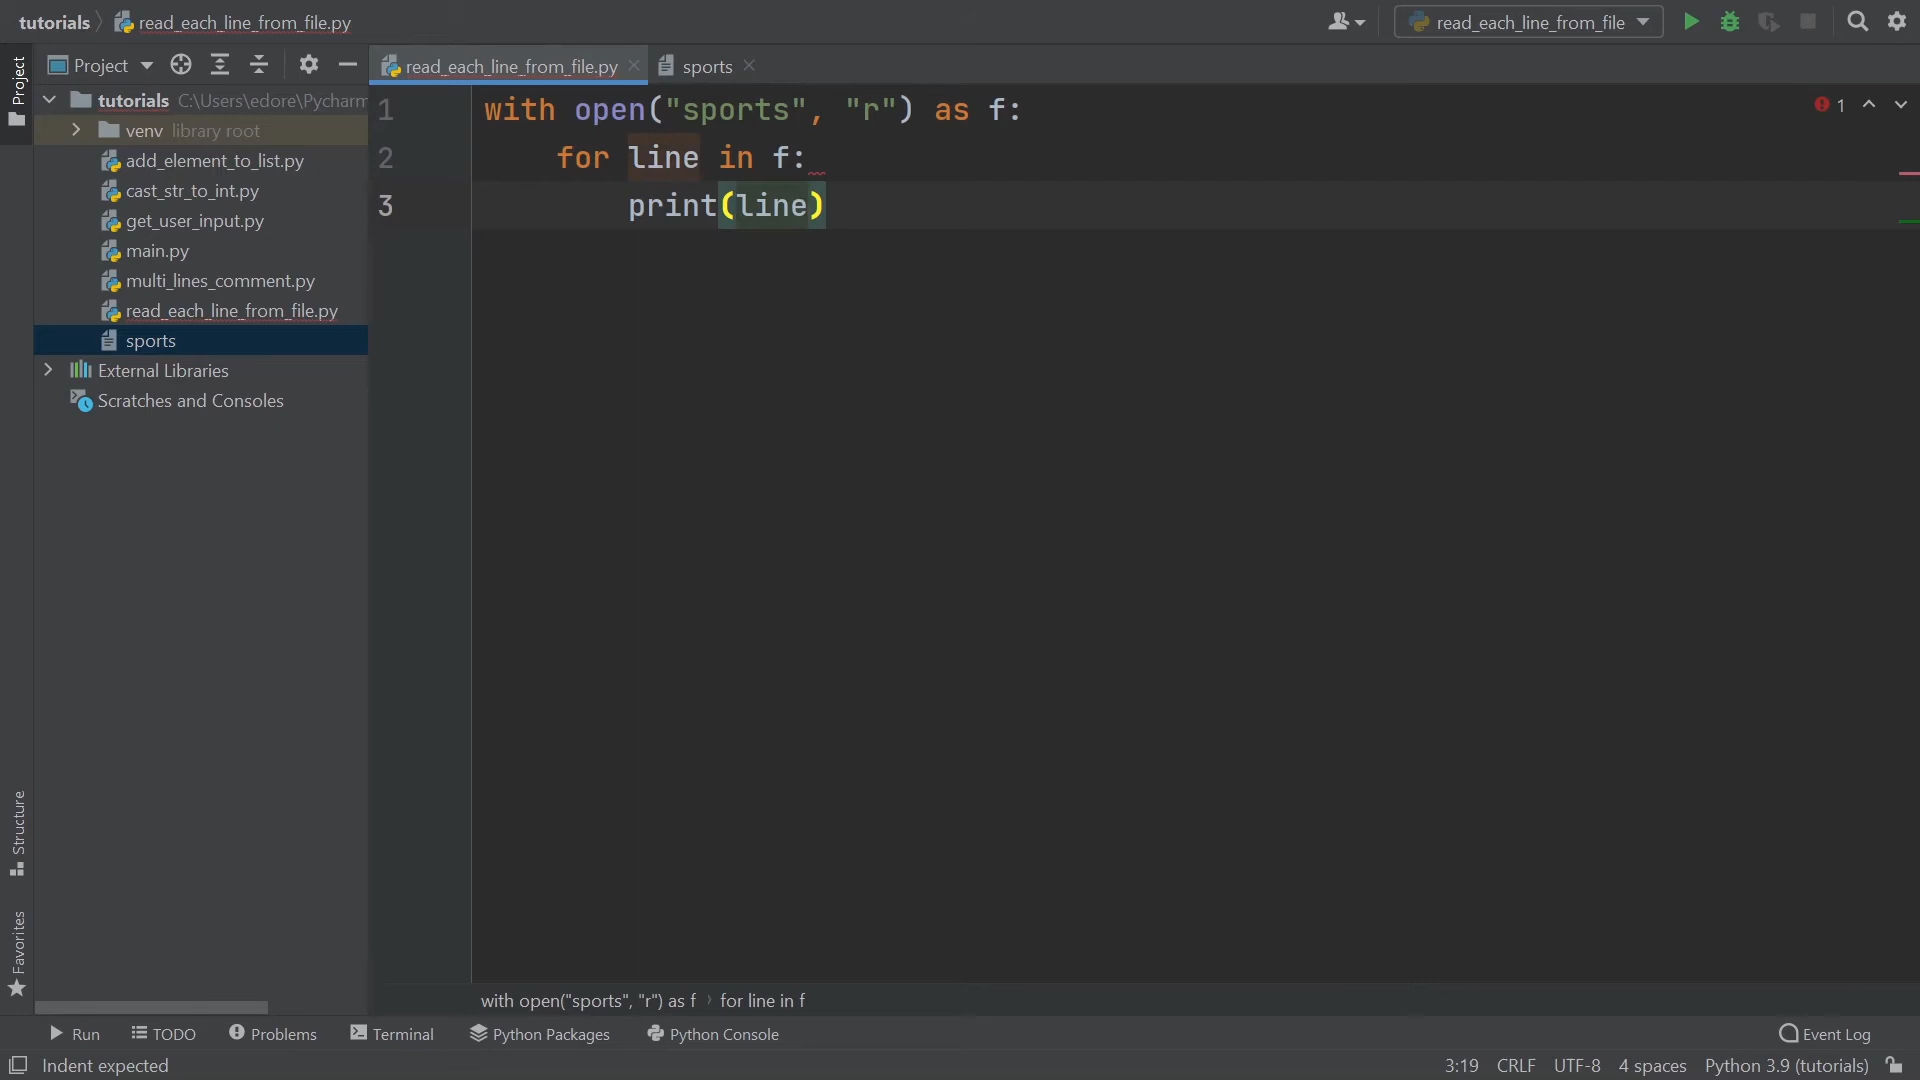 tutorials read_each_line_from_file.py
read_each_line_from_file
Project
Project
read_each_line_from_file.py
sports
tutorials C:\Users\edore\Pycharm
venv library root
add_element_to_list.py
cast_str_to_int.py
get_user_input.py
main.py
multi_lines_comment.py
read_each_line_from_file.py
sports
External Libraries
Scratches and Consoles
1 with open("sports", "r") as f:
2     for line in f:
3         print(line)
1
Structure
Favorites
with open("sports", "r") as f › for line in f
Run TODO Problems Terminal Python Packages Python Console Event Log
Indent expected 3:19 CRLF UTF-8 4 spaces Python 3.9 (tutorials)